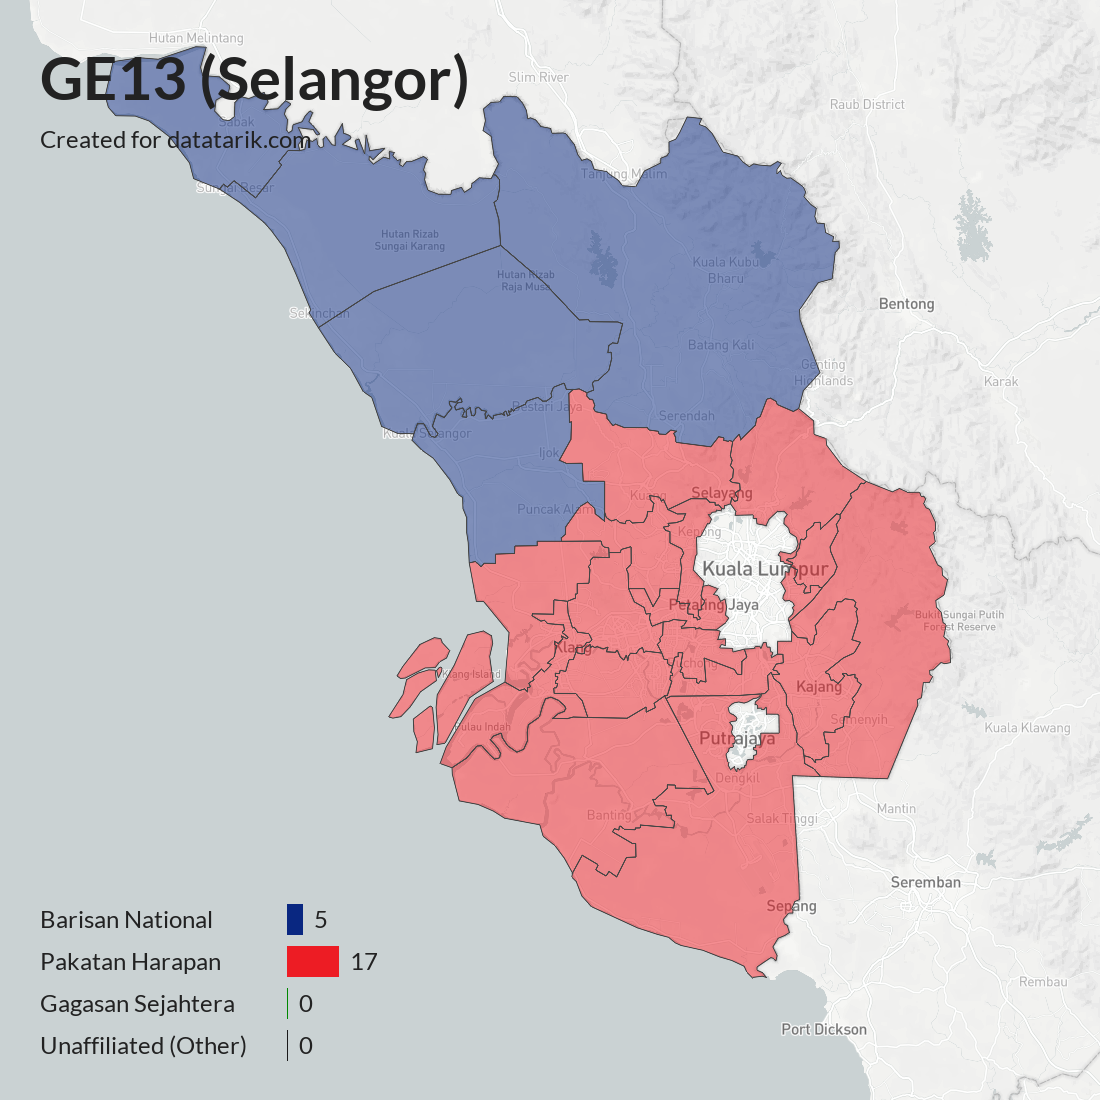 Hutan Melintang
GE13 (Selangor)
Slim River
Raub District
Sabak
Created for datatarik.com
Tanjung Malim
Sungai Besar
Hutan Rizab
Sungai Karang
Kuala Kubu
Bharu
Hutan Rizab
Raja Musa
Bentong
Sekinchan
Batang Kali
Genting
Highlands
Karak
Bestari Jaya
Serendah
Kuala Selangor
Ijok
Kuang
Selayang
Puncak Alam
Kepong
Kuala Lumpur
Petaling Jaya
Bukit Sungai Putih
Forest Reserve
Klang
Puchong
Klang Island
Kajang
Semenyih
Pulau Indah
Kuala Klawang
Putrajaya
Dengkil
Mantin
Banting
Salak Tinggi
Seremban
Sepang
Barisan National 5
Pakatan Harapan 17
Rembau
Gagasan Sejahtera 0
Port Dickson
Unaffiliated (Other) 0